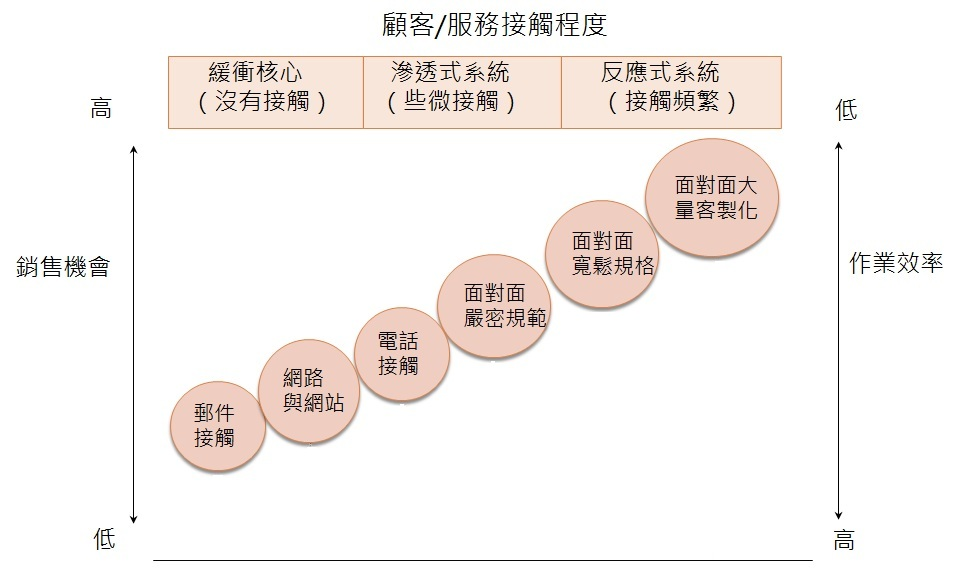 顧客/服務接觸程度
緩衝核心
（沒有接觸）
滲透式系統
（些微接觸）
反應式系統
（接觸頻繁）
高
低
銷售機會
作業效率
面對面大
量客製化
面對面
寬鬆規格
面對面
嚴密規範
電話
接觸
網路
與網站
郵件
接觸
低
高